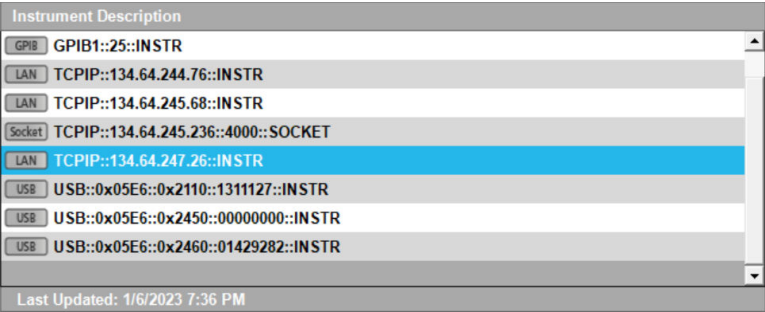 Instrument Description
GPIB GPIB1::25::INSTR
LAN TCPIP::134.64.244.76::INSTR
LAN TCPIP::134.64.245.68::INSTR
Socket TCPIP::134.64.245.236::4000::SOCKET
LAN TCPIP::134.64.247.26::INSTR
USB USB::0x05E6::0x2110::1311127::INSTR
USB USB::0x05E6::0x2450::00000000::INSTR
USB USB::0x05E6::0x2460::01429282::INSTR
Last Updated: 1/6/2023 7:36 PM